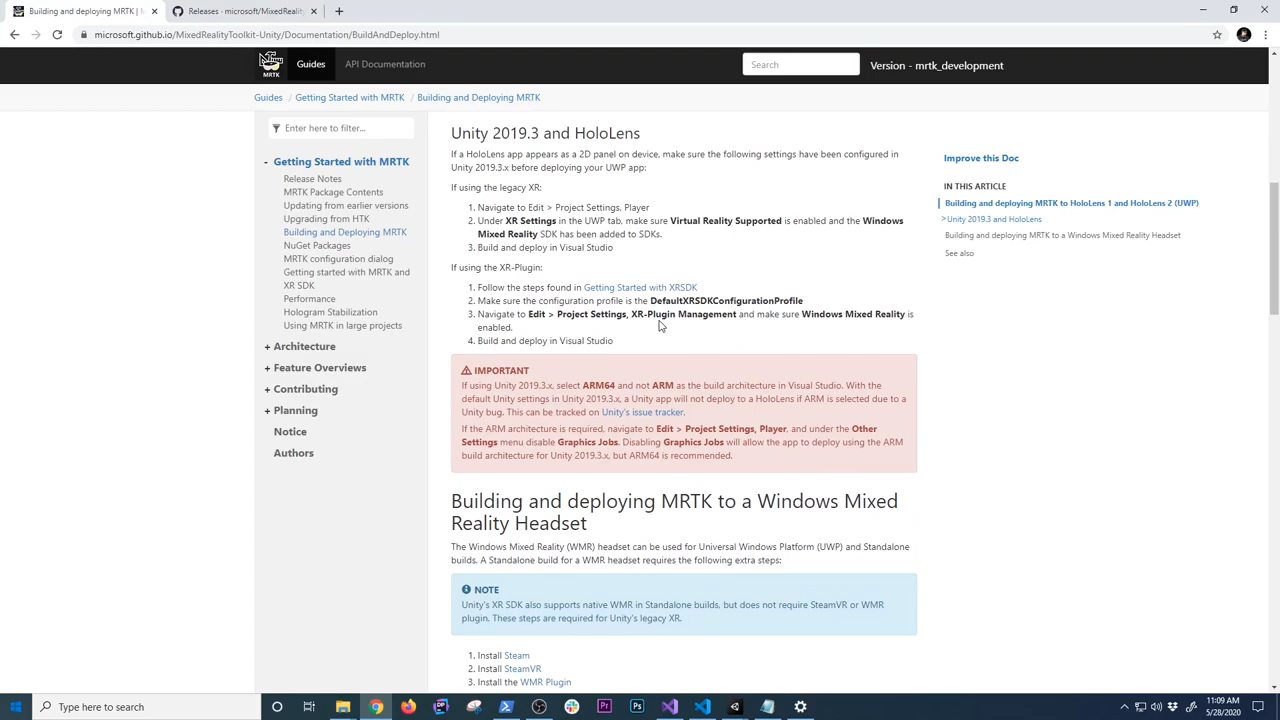 Building and deploying MRTK to
Releases · mrtk_microsoft/MixedReality
microsoft.github.io/MixedRealityToolkit-Unity/Documentation/BuildAndDeploy.html
MRTK
Guides
API Documentation
Search
Version - mrtk_development
Guides / Getting Started with MRTK / Building and Deploying MRTK
Enter here to filter...
- Getting Started with MRTK
Release Notes
MRTK Package Contents
Updating from earlier versions
Upgrading from HTK
Building and Deploying MRTK
NuGet Packages
MRTK configuration dialog
Getting started with MRTK and
XR SDK
Performance
Hologram Stabilization
Using MRTK in large projects
+ Architecture
+ Feature Overviews
+ Contributing
+ Planning
Notice
Authors
Unity 2019.3 and HoloLens
If a HoloLens app appears as a 2D panel on device, make sure the following settings have been configured in
Unity 2019.3.x before deploying your UWP app:
If using the legacy XR:
1. Navigate to Edit > Project Settings, Player
2. Under XR Settings in the UWP tab, make sure Virtual Reality Supported is enabled and the Windows
Mixed Reality SDK has been added to SDKs.
3. Build and deploy in Visual Studio
If using the XR-Plugin:
1. Follow the steps found in Getting Started with XRSDK
2. Make sure the configuration profile is the DefaultXRSDKConfigurationProfile
3. Navigate to Edit > Project Settings, XR-Plugin Management and make sure Windows Mixed Reality is
enabled.
4. Build and deploy in Visual Studio
IMPORTANT
If using Unity 2019.3.x, select ARM64 and not ARM as the build architecture in Visual Studio. With the
default Unity settings in Unity 2019.3.x, a Unity app will not deploy to a HoloLens if ARM is selected due to a
Unity bug. This can be tracked on Unity's issue tracker.
If the ARM architecture is required, navigate to Edit > Project Settings, Player, and under the Other
Settings menu disable Graphics Jobs. Disabling Graphics Jobs will allow the app to deploy using the ARM
build architecture for Unity 2019.3.x, but ARM64 is recommended.
Building and deploying MRTK to a Windows Mixed
Reality Headset
The Windows Mixed Reality (WMR) headset can be used for Universal Windows Platform (UWP) and Standalone
builds. A Standalone build for a WMR headset requires the following extra steps:
NOTE
Unity's XR SDK also supports native WMR in Standalone builds, but does not require SteamVR or WMR
plugin. These steps are required for Unity's legacy XR.
1. Install Steam
2. Install SteamVR
3. Install the WMR Plugin
Improve this Doc
IN THIS ARTICLE
Building and deploying MRTK to HoloLens 1 and HoloLens 2 (UWP)
> Unity 2019.3 and HoloLens
Building and deploying MRTK to a Windows Mixed Reality Headset
See also
Type here to search
11:09 AM
5/28/2020